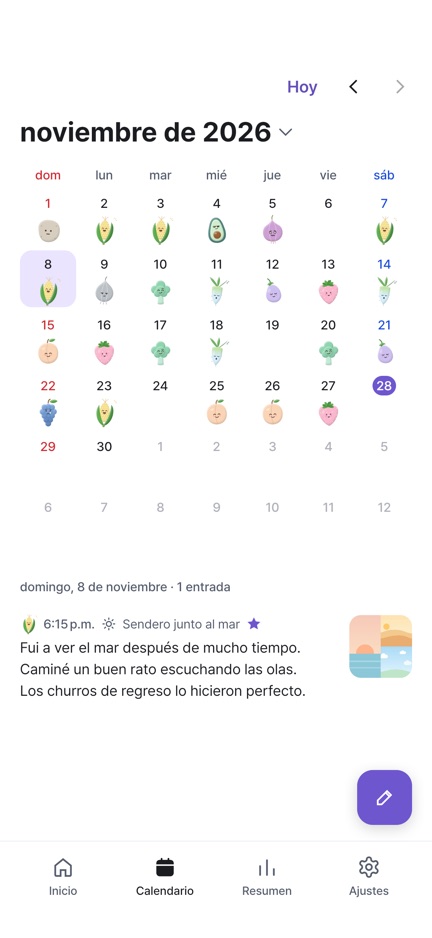 Hoy
noviembre de 2026
dom lun mar mié jue vie sáb
1 2 3 4 5 6 7
8 9 10 11 12 13 14
15 16 17 18 19 20 21
22 23 24 25 26 27 28
29 30 1 2 3 4 5
6 7 8 9 10 11 12
domingo, 8 de noviembre · 1 entrada
6:15 p.m. Sendero junto al mar
Fui a ver el mar después de mucho tiempo.
Caminé un buen rato escuchando las olas.
Los churros de regreso lo hicieron perfecto.
Inicio Calendario Resumen Ajustes